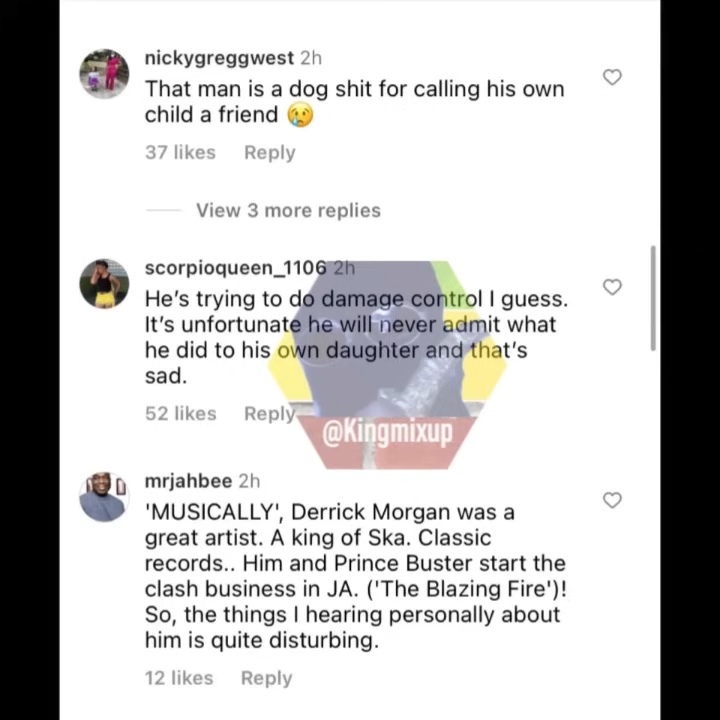 nickygreggwest 2h
That man is a dog shit for calling his own
child a friend 😢
37 likes Reply
View 3 more replies
scorpioqueen_1106 2h
He’s trying to do damage control I guess.
It’s unfortunate he will never admit what
he did to his own daughter and that’s
sad.
52 likes Reply
@Kingmixup
mrjahbee 2h
'MUSICALLY', Derrick Morgan was a
great artist. A king of Ska. Classic
records.. Him and Prince Buster start the
clash business in JA. ('The Blazing Fire')!
So, the things I hearing personally about
him is quite disturbing.
12 likes Reply